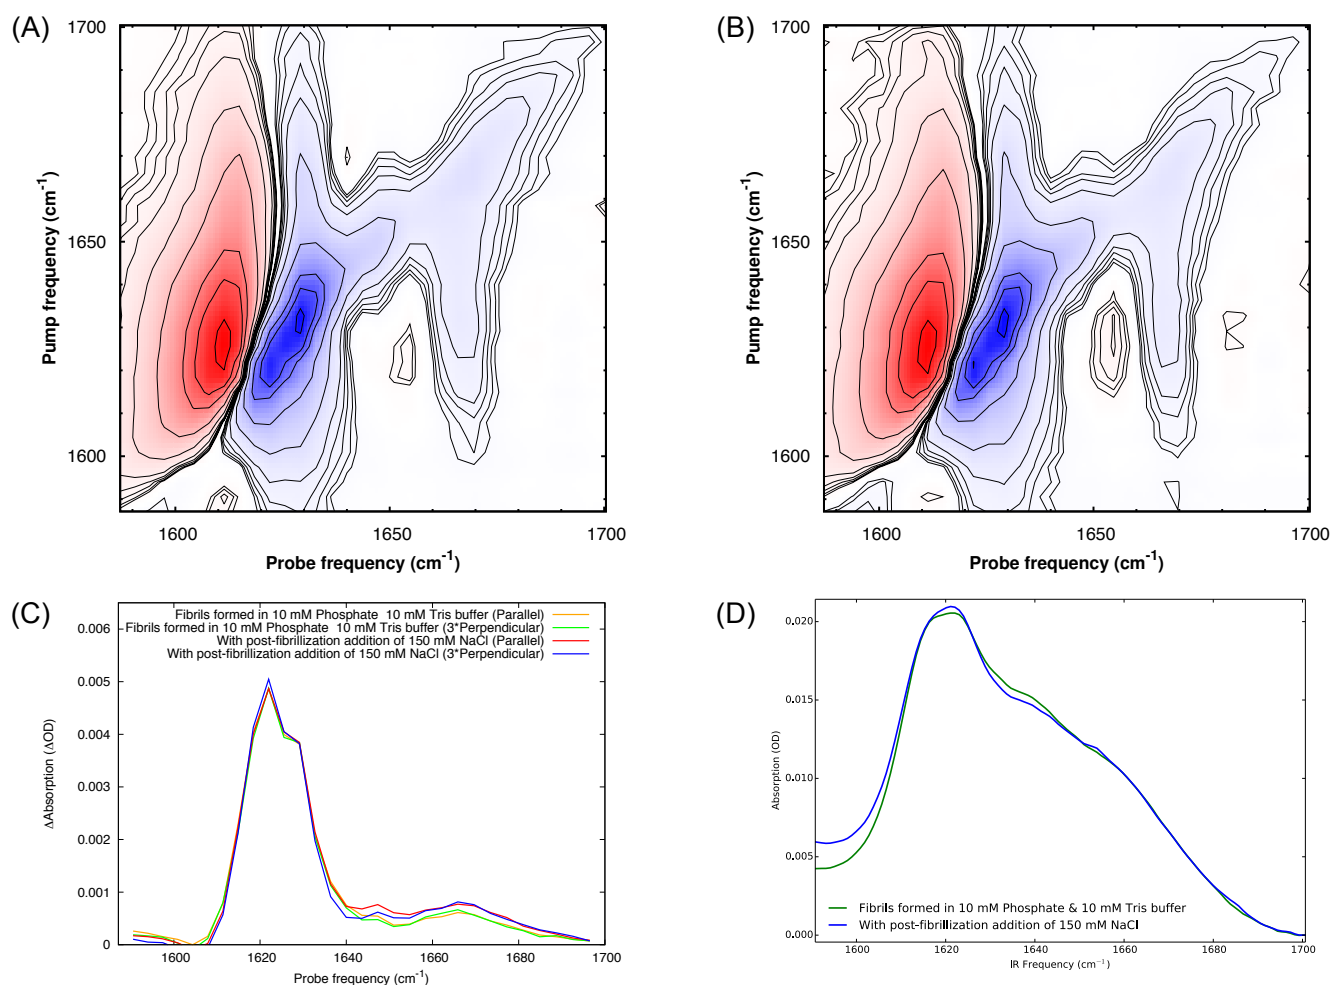 (A)
1700
1650
1600
Pump frequency (cm-1)
1600
1650
1700
Probe frequency (cm-1)
(B)
1700
1650
1600
Pump frequency (cm-1)
1600
1650
1700
Probe frequency (cm-1)
(C)
Fibrils formed in 10 mM Phosphate 10 mM Tris buffer (Parallel)
Fibrils formed in 10 mM Phosphate 10 mM Tris buffer (3*Perpendicular)
With post-fibrillization addition of 150 mM NaCl (Parallel)
With post-fibrillization addition of 150 mM NaCl (3*Perpendicular)
0.006
0.005
0.004
0.003
0.002
0.001
0
ΔAbsorption (ΔOD)
1600
1620
1640
1660
1680
1700
Probe frequency (cm-1)
(D)
0.020
0.015
0.010
0.005
0.000
Absorption (OD)
Fibrils formed in 10 mM Phosphate & 10 mM Tris buffer
With post-fibrillization addition of 150 mM NaCl
1600
1620
1640
1660
1680
1700
IR Frequency (cm−1)